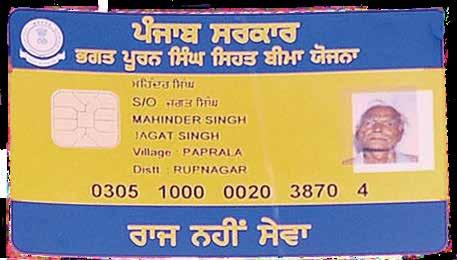 ਪੰਜਾਬ ਸਰਕਾਰ
ਭਗਤ ਪੂਰਨ ਸਿੰਘ ਸਿਹਤ ਬੀਮਾ ਯੋਜਨਾ
ਮਹਿੰਦਰ ਸਿੰਘ
S/O ਜਗਤ ਸਿੰਘ
MAHINDER SINGH
JAGAT SINGH
Village : PAPRALA
Distt : RUPNAGAR
0305 1000 0020 3870 4
ਰਾਜ ਨਹੀਂ ਸੇਵਾ